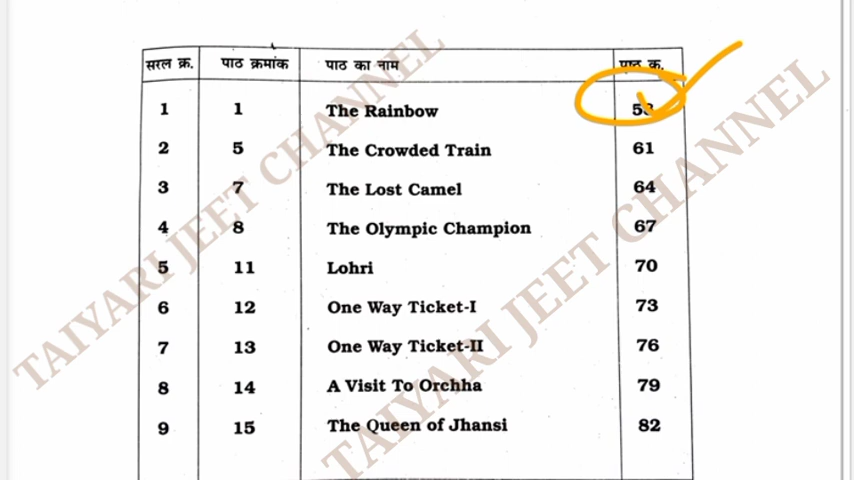 सरल क्र. पाठ क्रमांक पाठ का नाम पृष्ठ क्र.
1 1 The Rainbow
2 5 The Crowded Train 61
3 7 The Lost Camel 64
4 8 The Olympic Champion 67
5 11 Lohri 70
6 12 One Way Ticket-I 73
7 13 One Way Ticket-II 76
8 14 A Visit To Orchha 79
9 15 The Queen of Jhansi 82
TAIYARI JEET CHANNEL
TAIYARI JEET CHANNEL